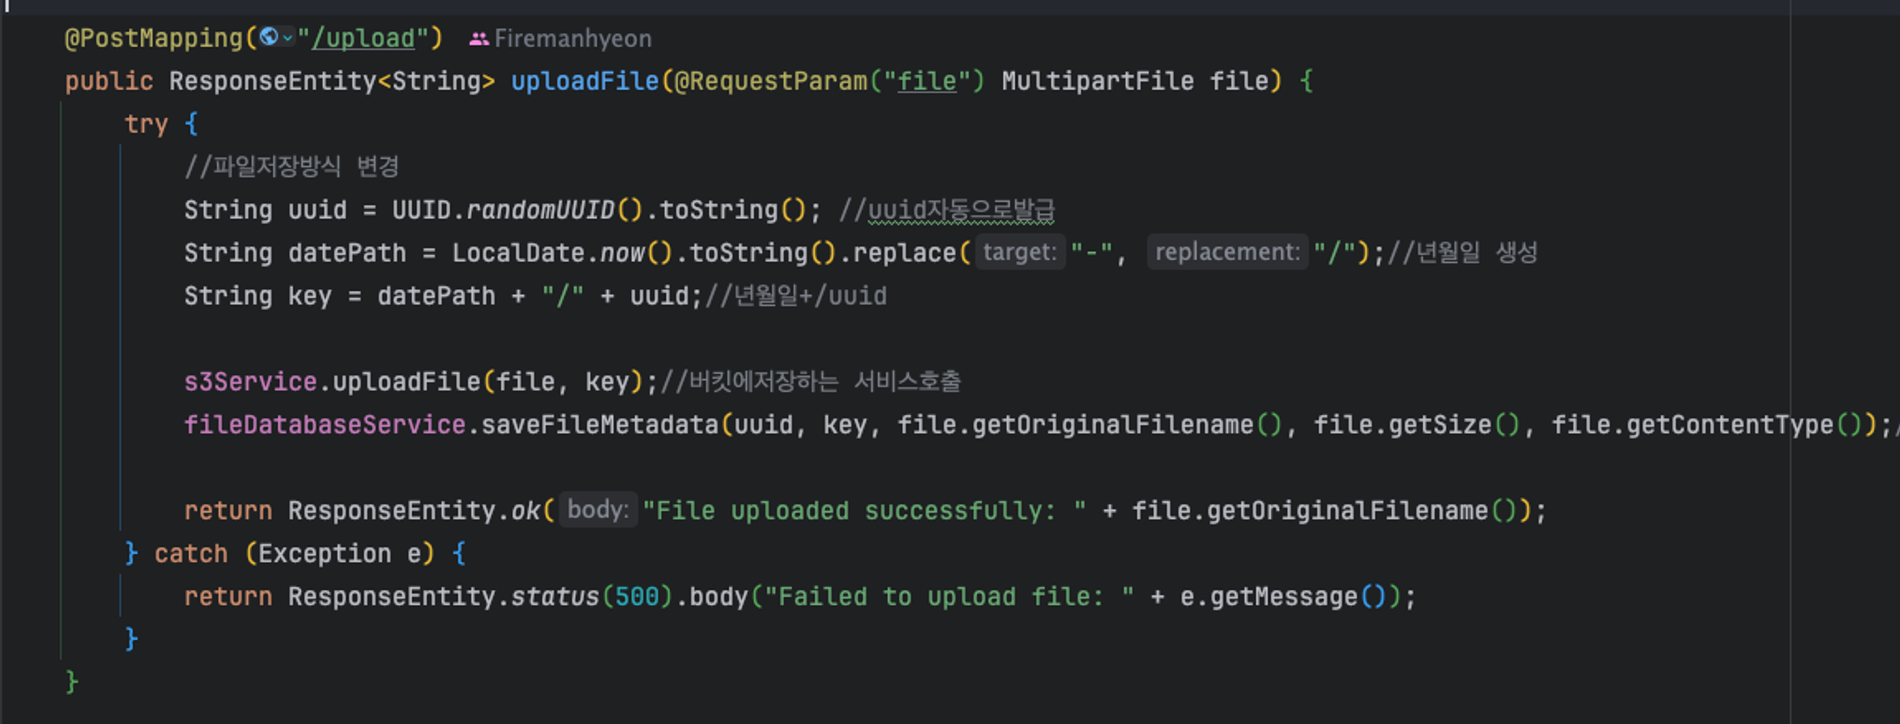 @PostMapping("/upload") Firemanhyeon
public ResponseEntity<String> uploadFile(@RequestParam("file") MultipartFile file) {
try {
//파일저장방식 변경
String uuid = UUID.randomUUID().toString(); //uuid자동으로발급
String datePath = LocalDate.now().toString().replace( target: "-", replacement: "/");//년월일 생성
String key = datePath + "/" + uuid;//년월일+/uuid
s3Service.uploadFile(file, key);//버킷에저장하는 서비스호출
fileDatabaseService.saveFileMetadata(uuid, key, file.getOriginalFilename(), file.getSize(), file.getContentType());/
return ResponseEntity.ok( body: "File uploaded successfully: " + file.getOriginalFilename());
} catch (Exception e) {
return ResponseEntity.status(500).body("Failed to upload file: " + e.getMessage());
}
}